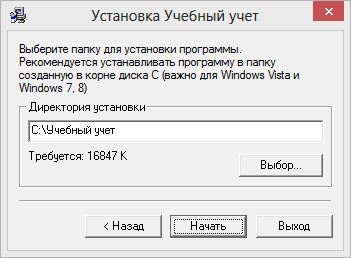 Установка Учебный учет
Выберите папку для установки программы.
Рекомендуется устанавливать программу в папку
созданную в корне диска C (важно для Windows Vista и
Windows 7, 8)
Директория установки
C:\Учебный учет
Требуется: 16847 K
Выбор...
< Назад
Начать
Выход